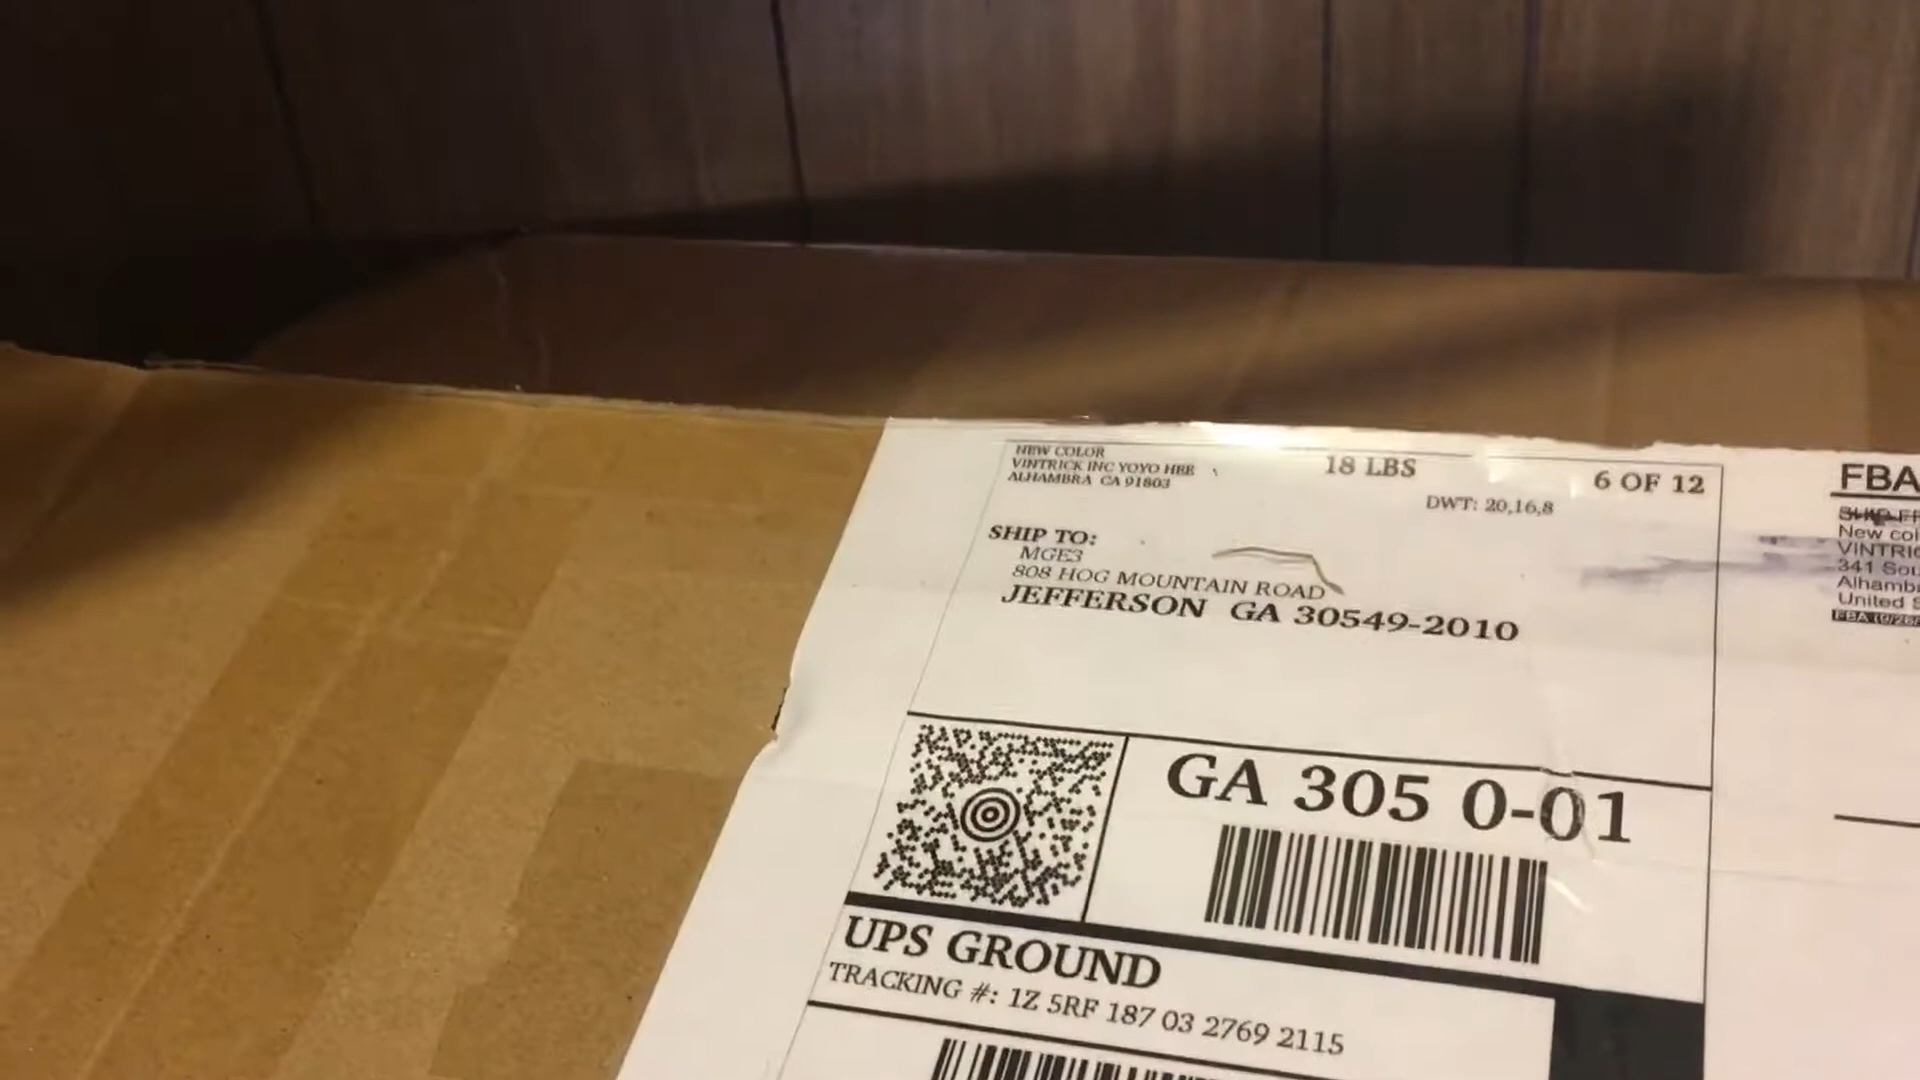 NEW COLOR
VINTRICK INC YOYO HBE
ALHAMBRA CA 91803
18 LBS
6 OF 12
DWT: 20,16,8
SHIP TO:
MGE3
808 HOG MOUNTAIN ROAD
JEFFERSON GA 30549-2010
GA 305 0-01
UPS GROUND
TRACKING #: 1Z 5RF 187 03 2769 2115
FBA
SHIP FR
New col
VINTRIC
341 Sou
Alhamb
United S